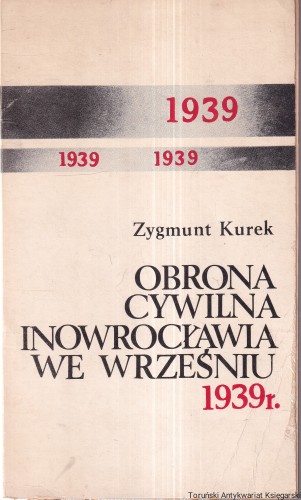 1939
1939 1939
Zygmunt Kurek
OBRONA
CYWILNA
INOWROCŁAWIA
WE WRZEŚNIU
1939r.
Toruński Antykwariat Księgarski